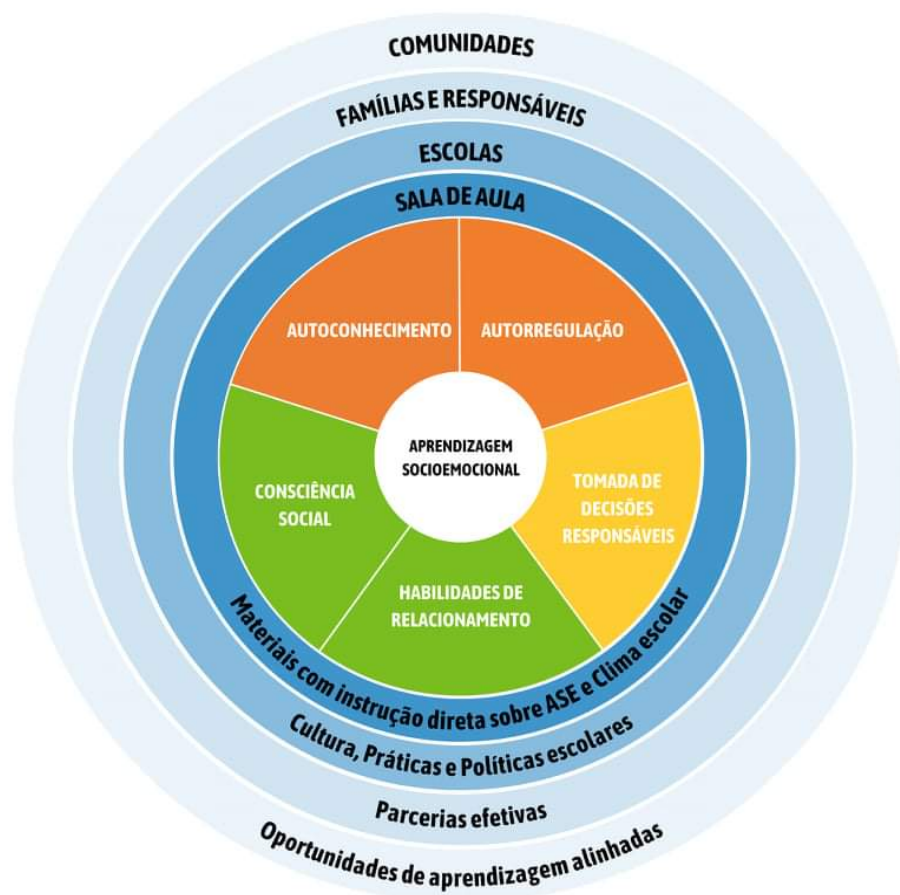 COMUNIDADES
FAMÍLIAS E RESPONSÁVEIS
ESCOLAS
SALA DE AULA
AUTOCONHECIMENTO
AUTORREGULAÇÃO
APRENDIZAGEM
SOCIOEMOCIONAL
CONSCIÊNCIA
SOCIAL
TOMADA DE
DECISÕES
RESPONSÁVEIS
HABILIDADES DE
RELACIONAMENTO
Materiais com instrução direta sobre ASE e Clima escolar
Cultura, Práticas e Políticas escolares
Parcerias efetivas
Oportunidades de aprendizagem alinhadas